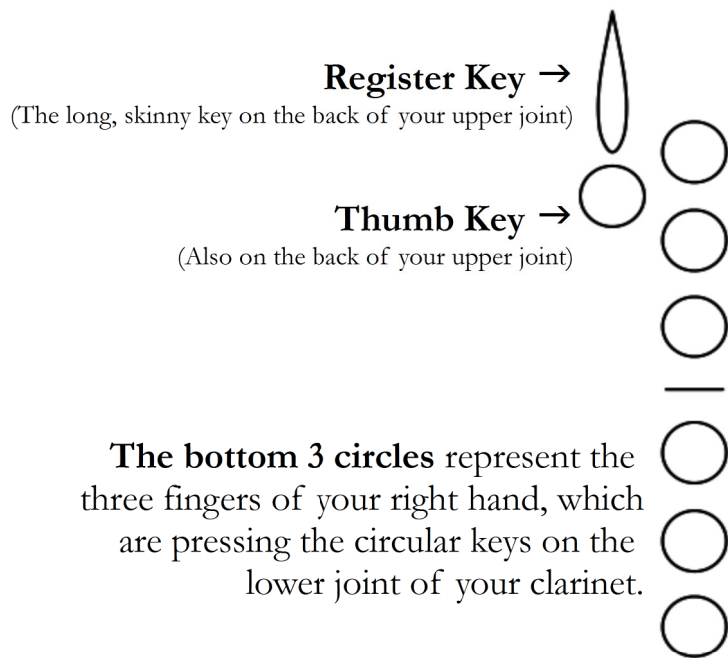 Register Key →
(The long, skinny key on the back of your upper joint)
Thumb Key →
(Also on the back of your upper joint)
The bottom 3 circles represent the
three fingers of your right hand, which
are pressing the circular keys on the
lower joint of your clarinet.